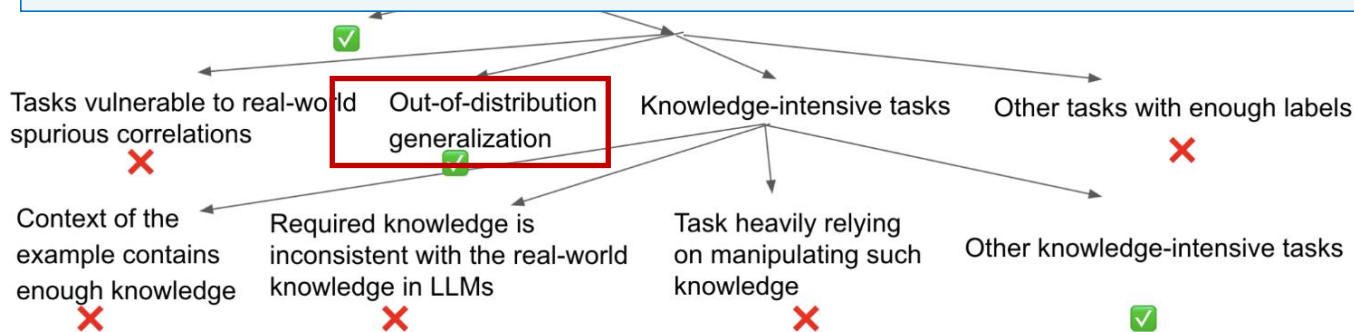 Tasks vulnerable to real-world
spurious correlations
Out-of-distribution
generalization
Knowledge-intensive tasks
Other tasks with enough labels
Context of the
example contains
enough knowledge
Required knowledge is
inconsistent with the real-world
knowledge in LLMs
Task heavily relying
on manipulating such
knowledge
Other knowledge-intensive tasks